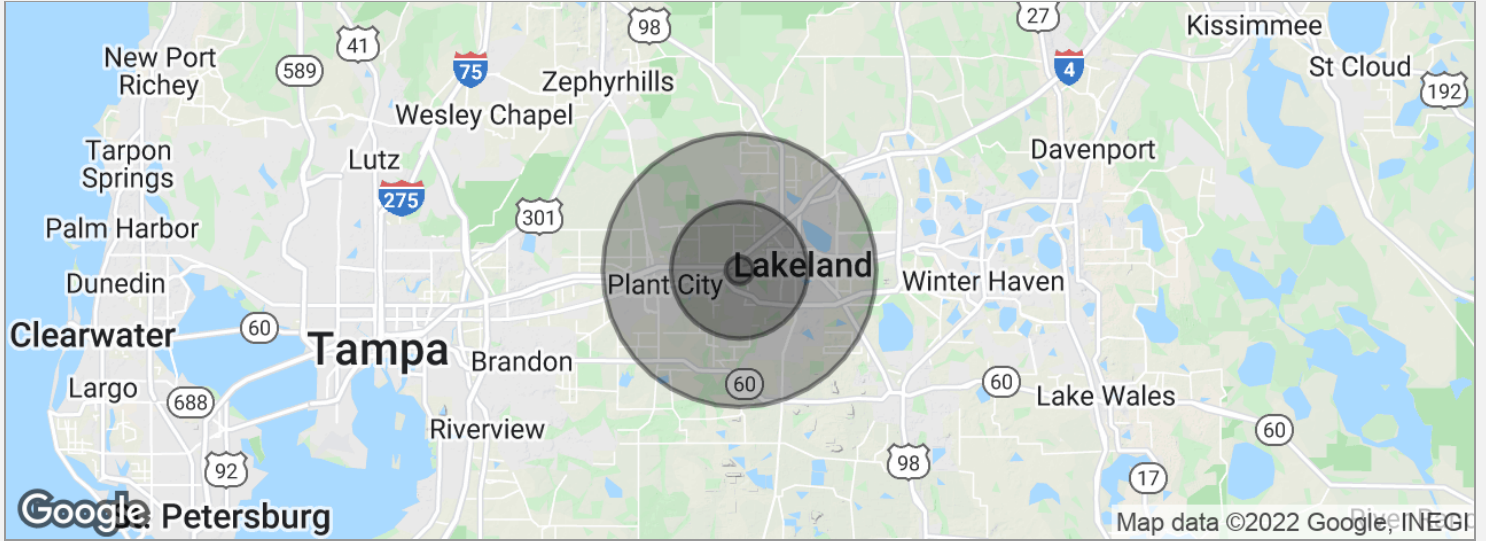 98
27
Kissimmee
41
New Port
Richey
589
75
4
St Cloud
Zephyrhills
192
Wesley Chapel
Tarpon
Springs
Lutz
Davenport
275
301
Palm Harbor
Dunedin
Lakeland
Plant City
Winter Haven
Clearwater
60
Tampa
Brandon
Largo
688
60
60
Lake Wales
Riverview
60
92
98
17
Google
St. Petersburg
Map data ©2022 Google, INEGI